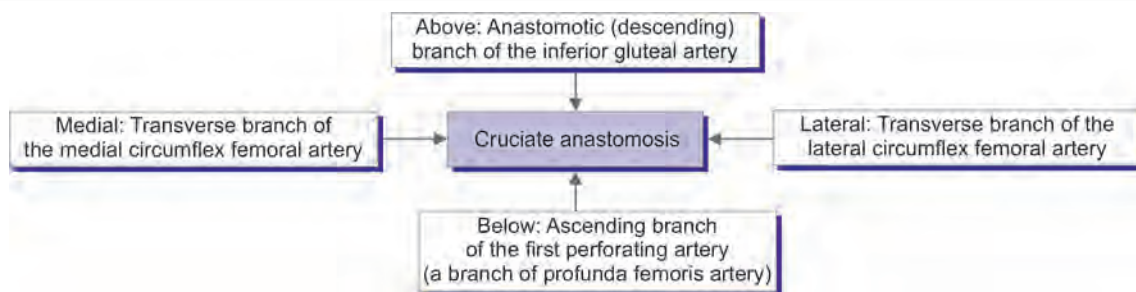 Above: Anastomotic (descending)
branch of the inferior gluteal artery
Medial: Transverse branch of
the medial circumflex femoral artery
Cruciate anastomosis
Lateral: Transverse branch of the
lateral circumflex femoral artery
Below: Ascending branch
of the first perforating artery
(a branch of profunda femoris artery)